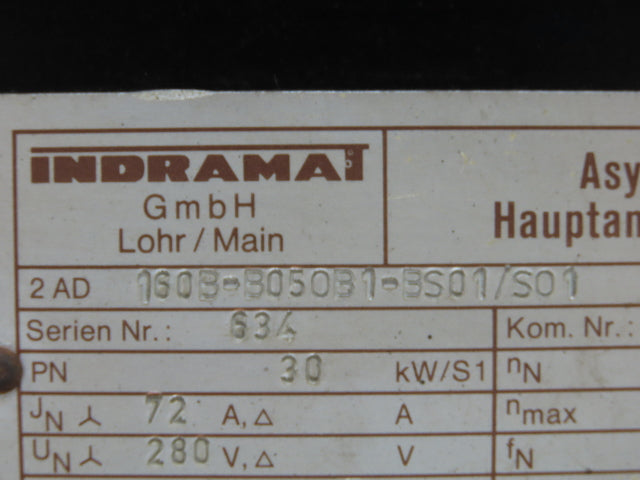 INDRAMAT
GmbH
Lohr / Main
Asy
Hauptan
2 AD 160B-B050B1-BS01/S01
Serien Nr.: 634 Kom. Nr.:
PN 30 kW/S1 nN
JN ⅄ 72 A, △ A nmax
UN ⅄ 280 V, △ V fN